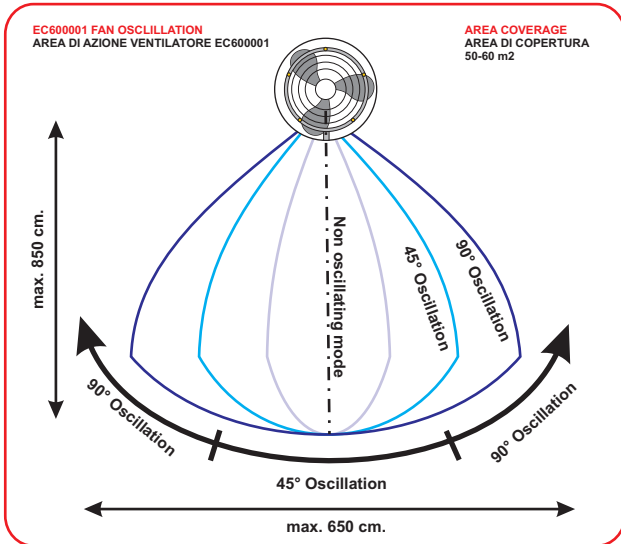 EC600001 FAN OSCLILLATION
AREA DI AZIONE VENTILATORE EC600001
AREA COVERAGE
AREA DI COPERTURA
50-60 m2
max. 850 cm.
Non oscillating mode
45° Oscillation
90° Oscillation
90° Oscillation
45° Oscillation
90° Oscillation
max. 650 cm.